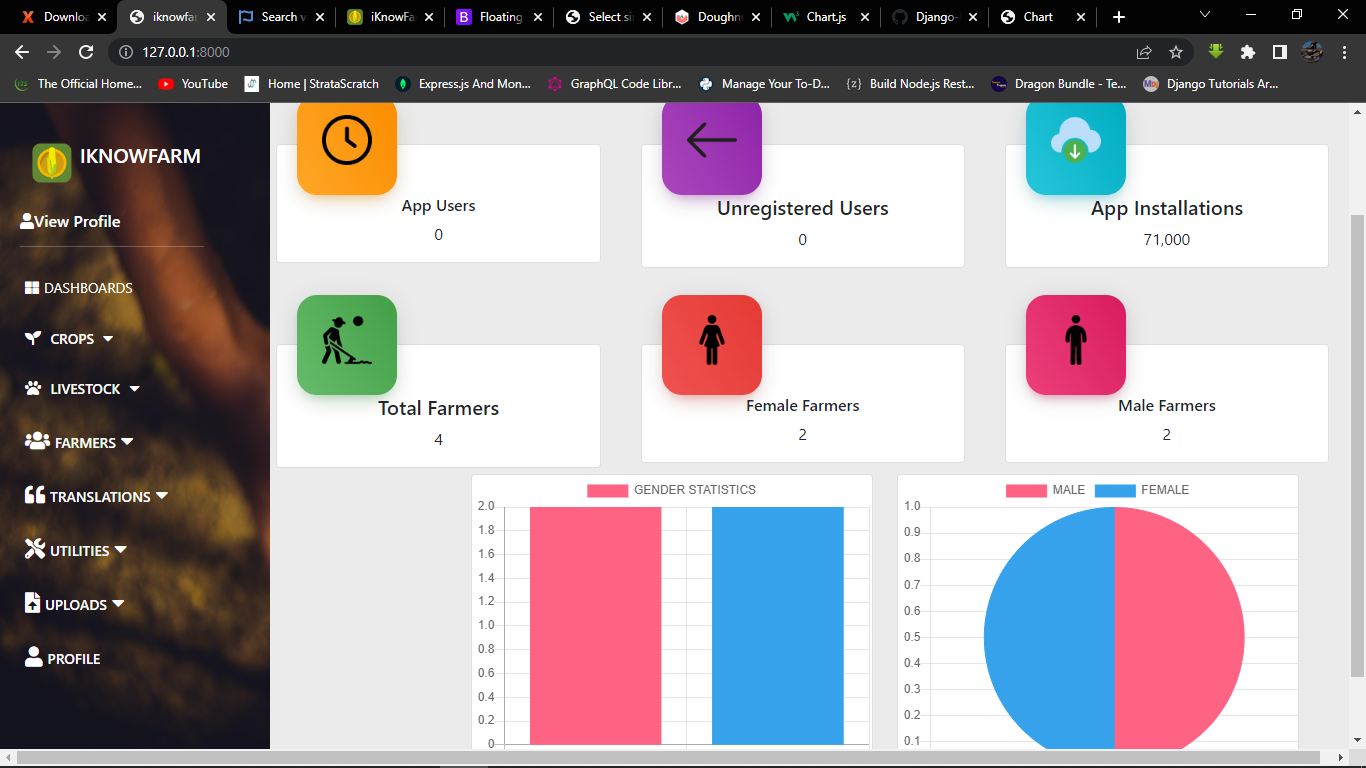 Downloa
iknowfar
Search v
iKnowFa
Floating
Select si
Doughn
Chart.js
Django-
Chart
127.0.0.1:8000
The Official Home...
YouTube
Home | StrataScratch
Express.js And Mon...
GraphQL Code Libr...
Manage Your To-D...
Build Node.js Rest...
Dragon Bundle - Te...
Django Tutorials Ar...
IKNOWFARM
View Profile
DASHBOARDS
CROPS
LIVESTOCK
FARMERS
TRANSLATIONS
UTILITIES
UPLOADS
PROFILE
App Users
0
Unregistered Users
0
App Installations
71,000
Total Farmers
4
Female Farmers
2
Male Farmers
2
GENDER STATISTICS
2.0
1.8
1.6
1.4
1.2
1.0
0.8
0.6
0.4
0.2
0
MALE FEMALE
1.0
0.9
0.8
0.7
0.6
0.5
0.4
0.3
0.2
0.1